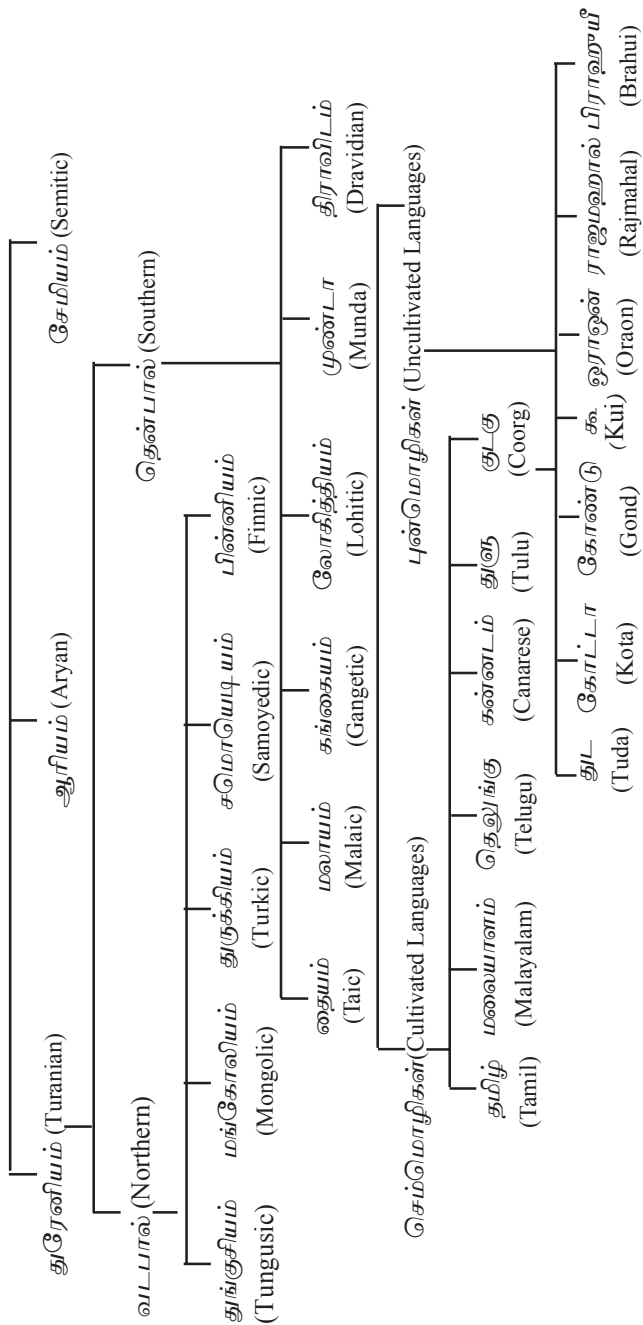 துரேனியம் (Turanian)
ஆரியம் (Aryan)
சேமியம் (Semitic)
வடபால் (Northern)
தென்பால் (Southern)
துங்குசியம்
(Tungusic)
மங்கோலியம்
(Mongolic)
துருக்கியம்
(Turkic)
சமொயெடியம்
(Samoyedic)
பின்னியம்
(Finnic)
தையம்
(Taic)
மலாயம்
(Malaic)
கங்கையம்
(Gangetic)
லோகித்தியம்
(Lohitic)
முண்டா
(Munda)
திராவிடம்
(Dravidian)
செம்மொழிகள்(Cultivated Languages)
புன்மொழிகள் (Uncultivated Languages)
தமிழ்
(Tamil)
மலையாளம்
(Malayalam)
தெலுங்கு
(Telugu)
கன்னடம்
(Canarese)
துளு
(Tulu)
குடகு
(Coorg)
துட
(Tuda)
கோட்டா
(Kota)
கோண்டு
(Gond)
கூ
(Kui)
ஓராஒன்
(Oraon)
ராஜமஹால்
(Rajmahal)
பிராஹுயீ
(Brahui)